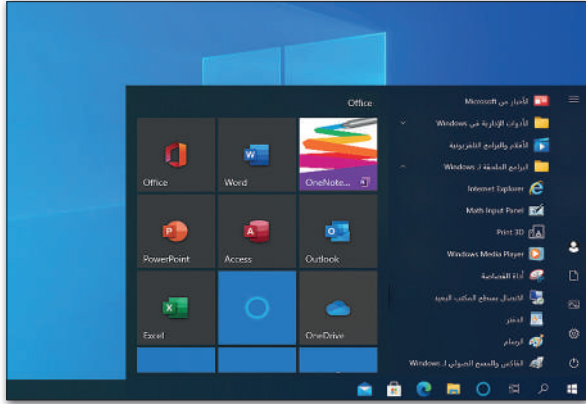 Office
الأخبار من Microsoft
الأدوات الإدارية في Windows
الأفلام والبرامج التلفزيونية
البرامج الملحقة لـ Windows
Internet Explorer
Math Input Panel
Print 3D
Windows Media Player
أداة القصاصة
الاتصال بسطح المكتب البعيد
الدفتر
الرسام
الفاكس والمسح الضوئي لـ Windows
OneNote...
Word
Office
Outlook
Access
PowerPoint
OneDrive
Excel